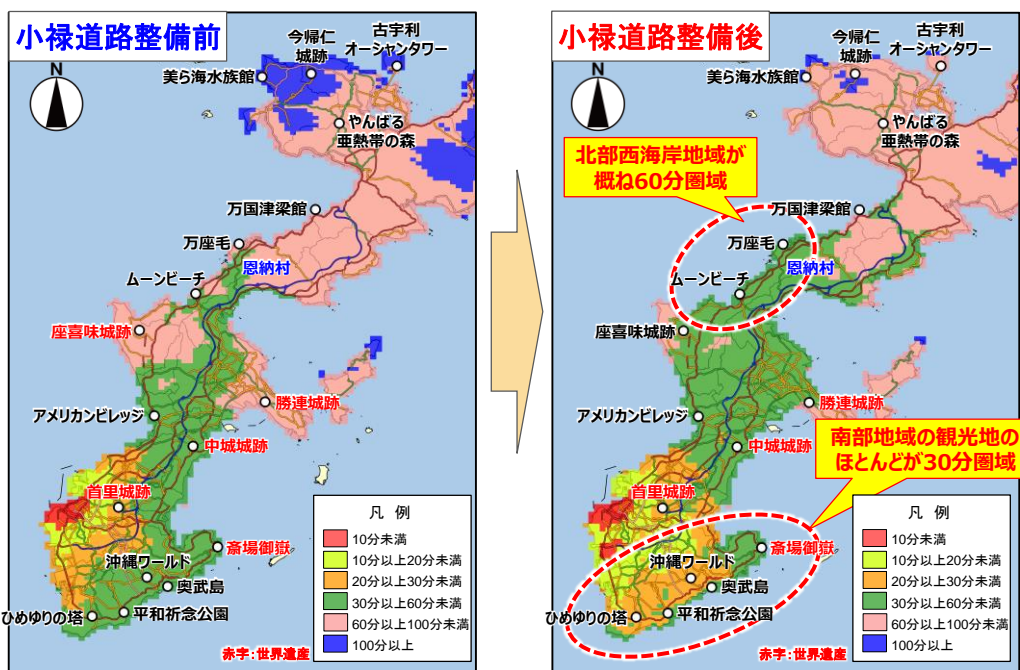 小禄道路整備前
N
今帰仁
城跡
古宇利
オーシャンタワー
美ら海水族館
やんばる
亜熱帯の森
万国津梁館
万座毛
恩納村
ムーンビーチ
座喜味城跡
勝連城跡
アメリカンビレッジ
中城城跡
首里城跡
斎場御嶽
沖縄ワールド
奥武島
ひめゆりの塔
平和祈念公園
凡 例
10分未満
10分以上20分未満
20分以上30分未満
30分以上60分未満
60分以上100分未満
100分以上
赤字:世界遺産
小禄道路整備後
N
今帰仁
城跡
古宇利
オーシャンタワー
美ら海水族館
やんばる
亜熱帯の森
北部西海岸地域が
概ね60分圏域
万国津梁館
万座毛
恩納村
ムーンビーチ
座喜味城跡
勝連城跡
アメリカンビレッジ
中城城跡
南部地域の観光地の
ほとんどが30分圏域
首里城跡
斎場御嶽
沖縄ワールド
奥武島
ひめゆりの塔
平和祈念公園
凡 例
10分未満
10分以上20分未満
20分以上30分未満
30分以上60分未満
60分以上100分未満
100分以上
赤字:世界遺産